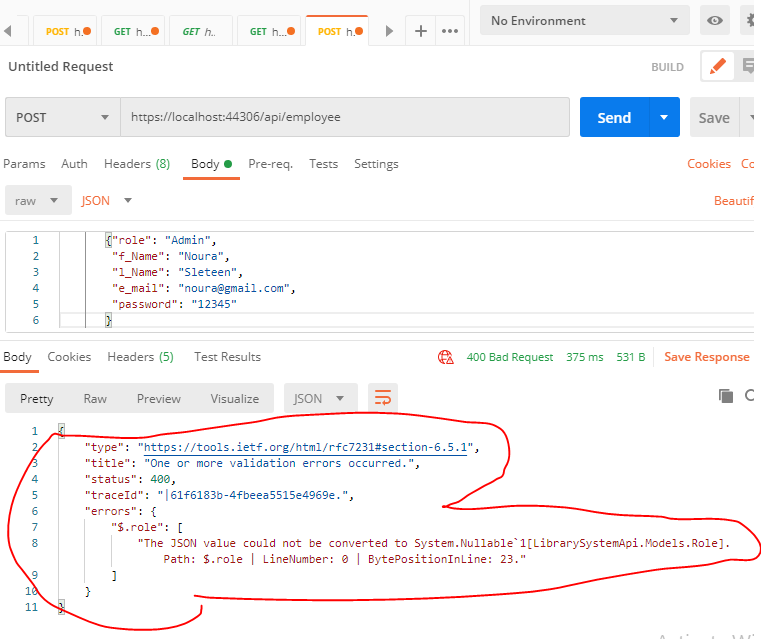 POST h.
GET h...
GET h..
GET h...
POST h.
No Environment
Untitled Request
BUILD
POST
https://localhost:44306/api/employee
Send
Save
Params Auth Headers (8) Body Pre-req. Tests Settings
Cookies Co
raw JSON
Beautif
1 {"role": "Admin",
2 "f_Name": "Noura",
3 "l_Name": "Sleteen",
4 "e_mail": "noura@gmail.com",
5 "password": "12345"
6 }
Body Cookies Headers (5) Test Results
400 Bad Request 375 ms 531 B Save Response
Pretty Raw Preview Visualize JSON
1 {
2 "type": "https://tools.ietf.org/html/rfc7231#section-6.5.1",
3 "title": "One or more validation errors occurred.",
4 "status": 400,
5 "traceId": "|61f6183b-4fbeea5515e4969e.",
6 "errors": {
7 "$.role": [
8 "The JSON value could not be converted to System.Nullable`1[LibrarySystemApi.Models.Role].
Path: $.role | LineNumber: 0 | BytePositionInLine: 23."
9 ]
10 }
11 }